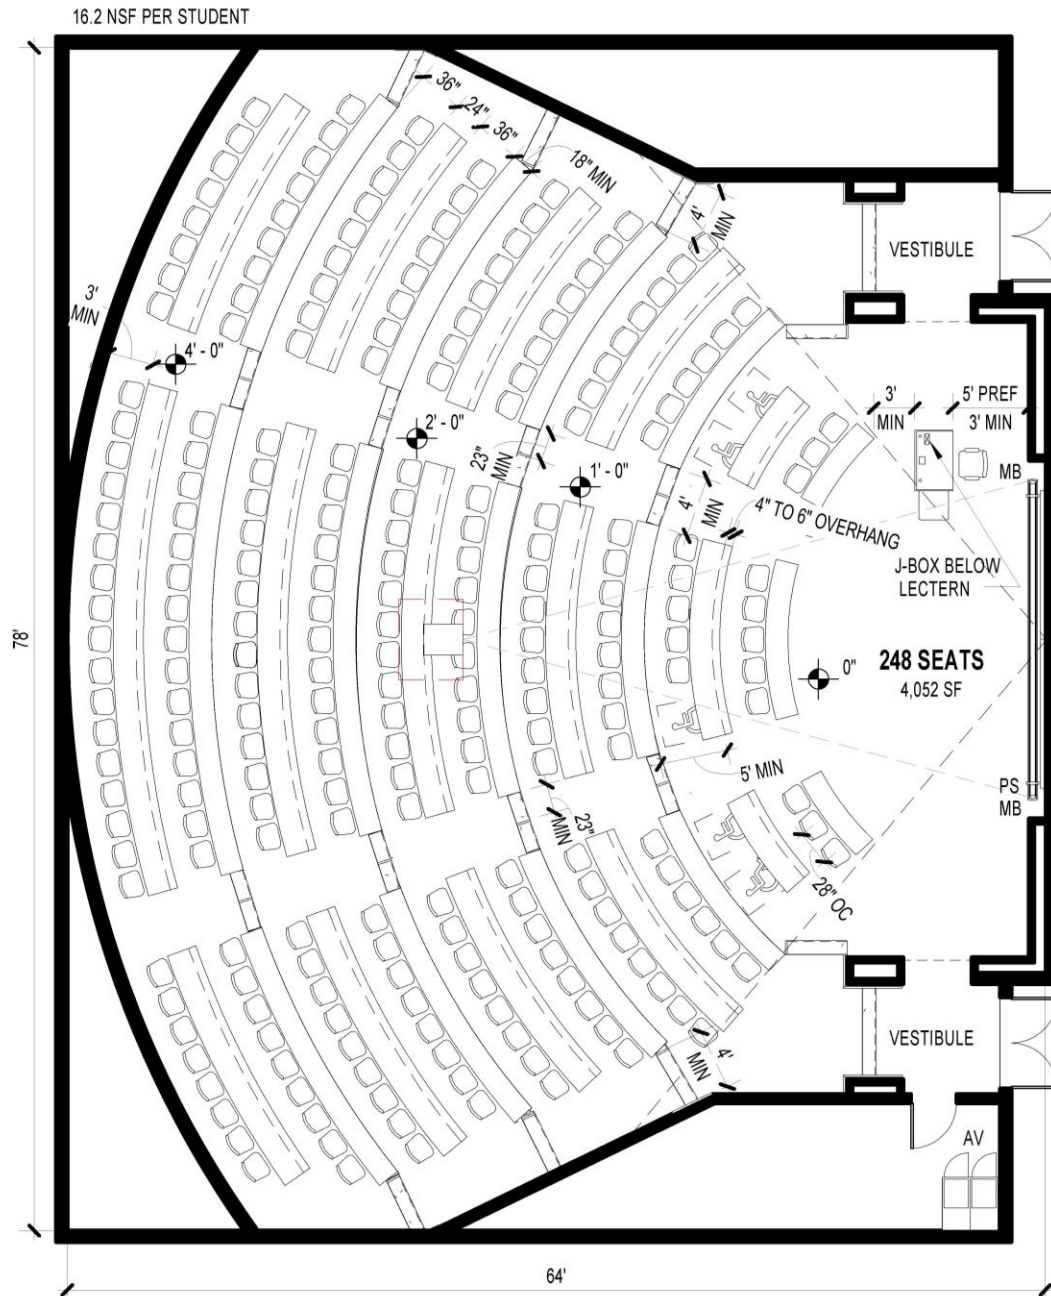 16.2 NSF PER STUDENT
36"
24"
36"
18" MIN
4'
MIN
VESTIBULE
3'
MIN
4' - 0"
3'
MIN
5' PREF
3' MIN
2' - 0"
23"
MIN
1' - 0"
4'
MIN
4" TO 6" OVERHANG
MB
J-BOX BELOW
LECTERN
78'
248 SEATS
4,052 SF
0"
5' MIN
PS
MB
23"
MIN
28" OC
4'
MIN
VESTIBULE
AV
64'